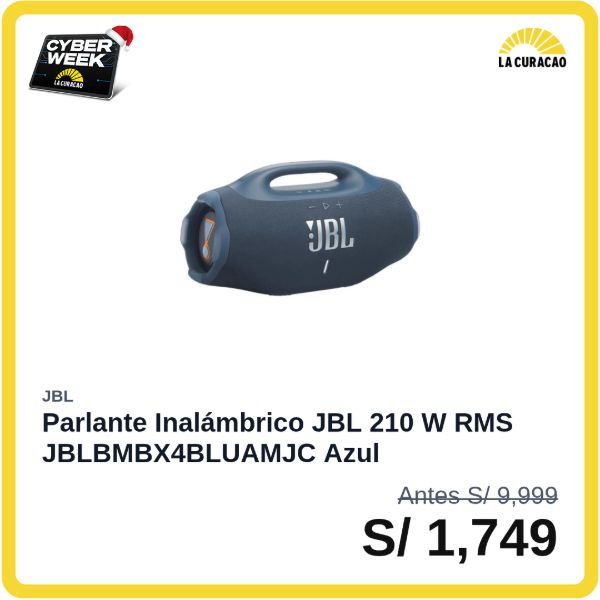 CYBER
WEEK
LA CURACAO
LA CURACAO
JBL
JBL
Parlante Inalámbrico JBL 210 W RMS
JBLBMBX4BLUAMJC Azul
Antes S/ 9,999
S/ 1,749